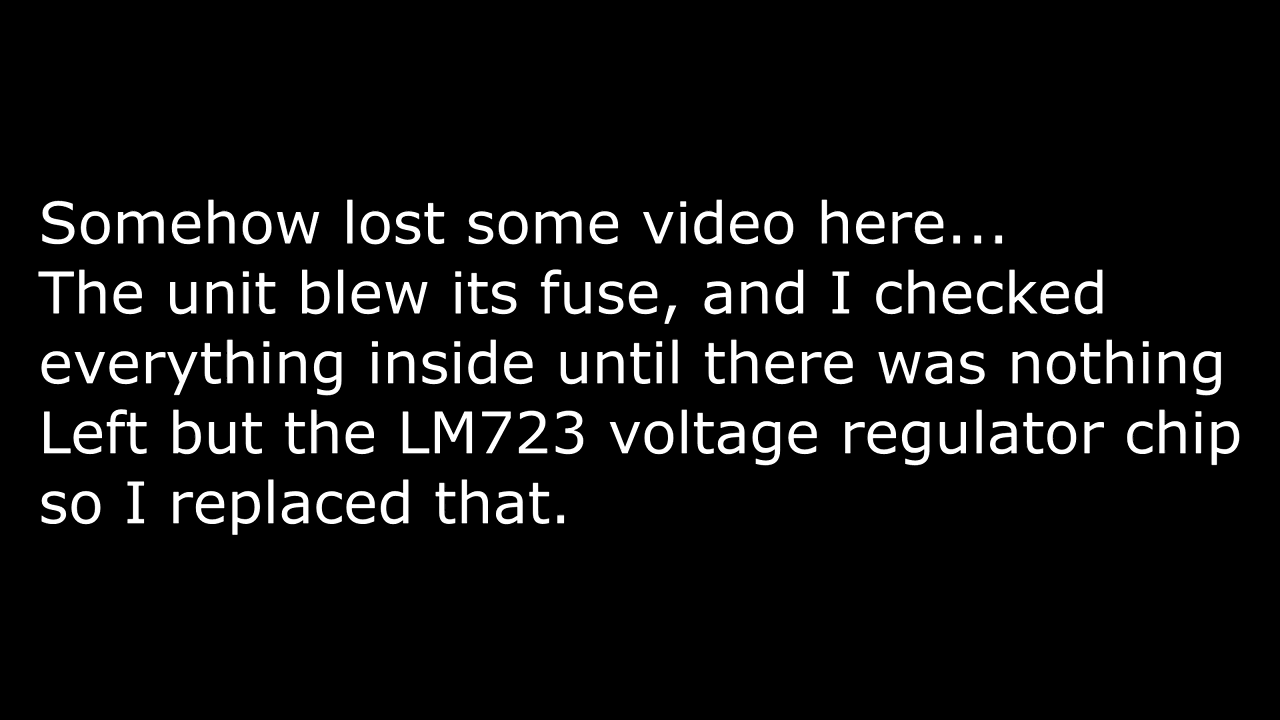 Somehow lost some video here...
The unit blew its fuse, and I checked
everything inside until there was nothing
Left but the LM723 voltage regulator chip
so I replaced that.